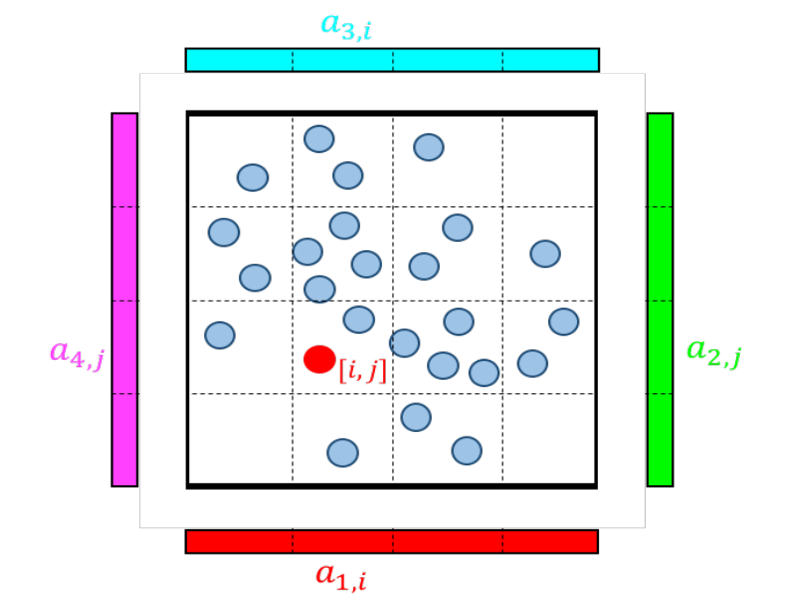 a_{3,i}
a_{4,j}
a_{2,j}
[i, j]
a_{1,i}